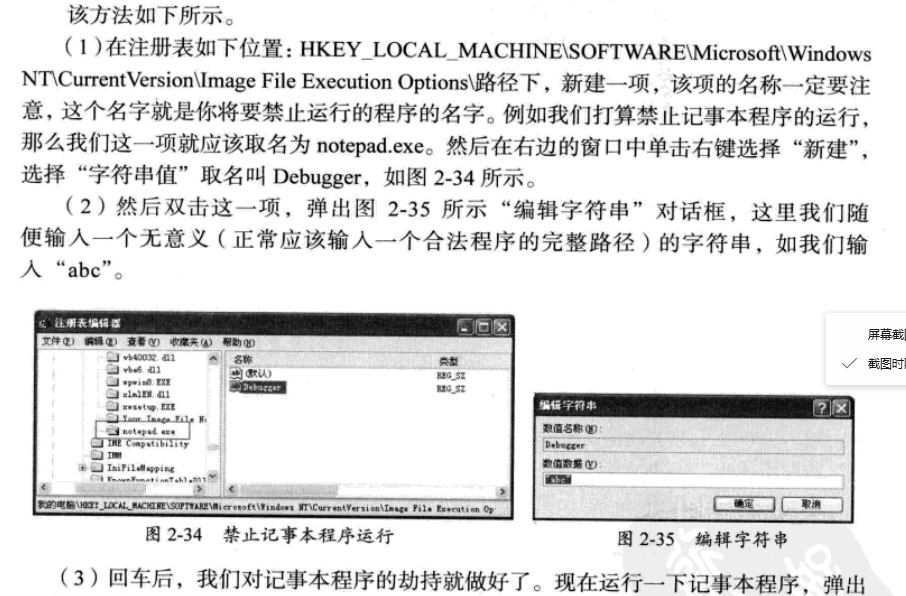 该方法如下所示。
（1）在注册表如下位置：HKEY_LOCAL_MACHINE\SOFTWARE\Microsoft\Windows
NT\CurrentVersion\Image File Execution Options\路径下，新建一项，该项的名称一定要注
意，这个名字就是你将要禁止运行的程序的名字。例如我们打算禁止记事本程序的运行，
那么我们这一项就应该取名为 notepad.exe。然后在右边的窗口中单击右键选择“新建”，
选择“字符串值”取名叫 Debugger，如图 2-34 所示。
（2）然后双击这一项，弹出图 2-35 所示“编辑字符串”对话框，这里我们随
便输入一个无意义（正常应该输入一个合法程序的完整路径）的字符串，如我们输
入“abc”。
注册表编辑器
文件(F) 编辑(E) 查看(V) 收藏夹(A) 帮助(H)
vb40032.dll
vbe6.dll
wpwin8.EXE
xlmlEN.dll
xwsetup.EXE
Your Image File N
notepad.exe
IME Compatibility
IMM
IniFileMapping
KnownFunctionTableDll
名称 类型
(默认) REG_SZ
Debugger REG_SZ
我的电脑\HKEY_LOCAL_MACHINE\SOFTWARE\Microsoft\Windows NT\CurrentVersion\Image File Execution Op
图 2-34 禁止记事本程序运行
屏幕截
截图时
编辑字符串
数值名称(N):
Debugger
数值数据(V):
abc
确定 取消
图 2-35 编辑字符串
（3）回车后，我们对记事本程序的劫持就做好了。现在运行一下记事本程序，弹出